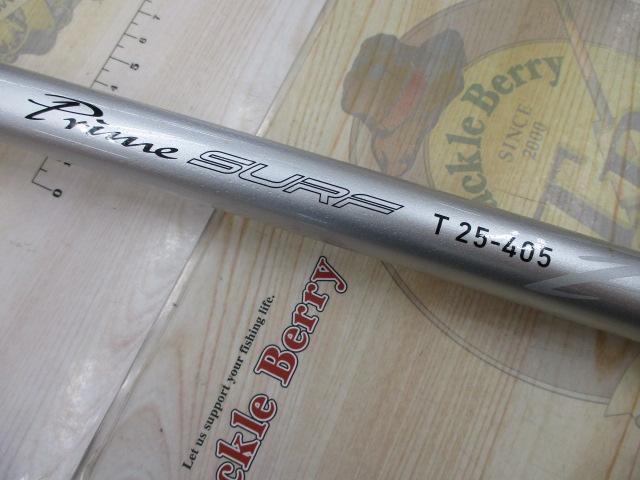 Prime SURF T 25-405
ckle Berry
SINCE
2000
Let us support your fishing life.
ckle Berry